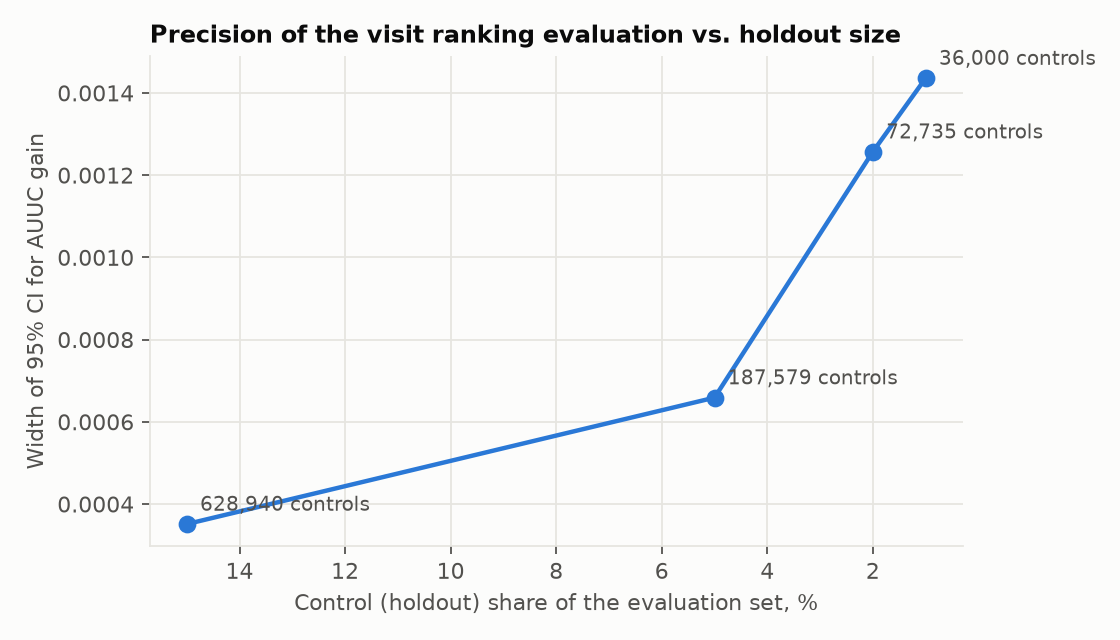 Precision of the visit ranking evaluation vs. holdout size
36,000 controls
0.0014
72,735 controls
0.0012
0.0010
0.0008
187,579 controls
0.0006
628,940 controls
0.0004
Width of 95% CI for AUUC gain
14 12 10 8 6 4 2
Control (holdout) share of the evaluation set, %